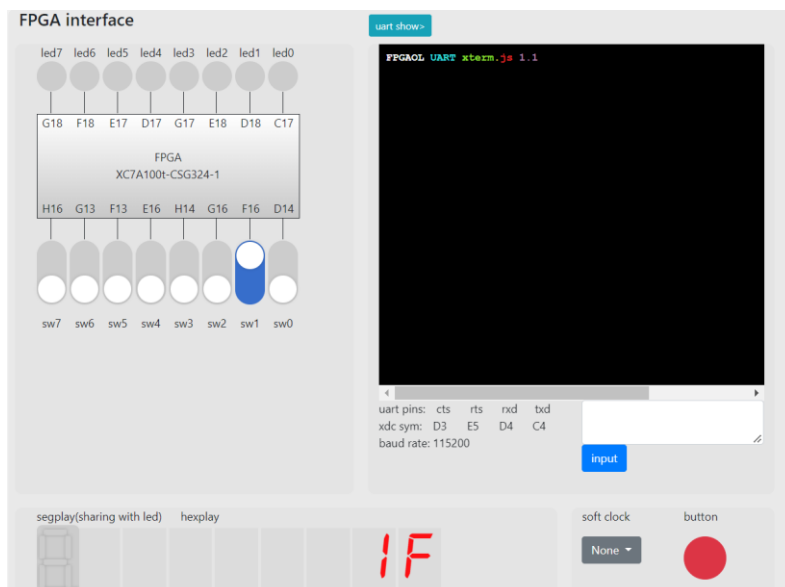 FPGA interface
uart show>
led7 led6 led5 led4 led3 led2 led1 led0
G18 F18 E17 D17 G17 E18 D18 C17
FPGA
XC7A100t-CSG324-1
H16 G13 F13 E16 H14 G16 F16 D14
sw7 sw6 sw5 sw4 sw3 sw2 sw1 sw0
FPGAOL UART xterm.js 1.1
uart pins: cts rts rxd txd
xdc sym: D3 E5 D4 C4
baud rate: 115200
input
segplay(sharing with led) hexplay
1F
soft clock button
None